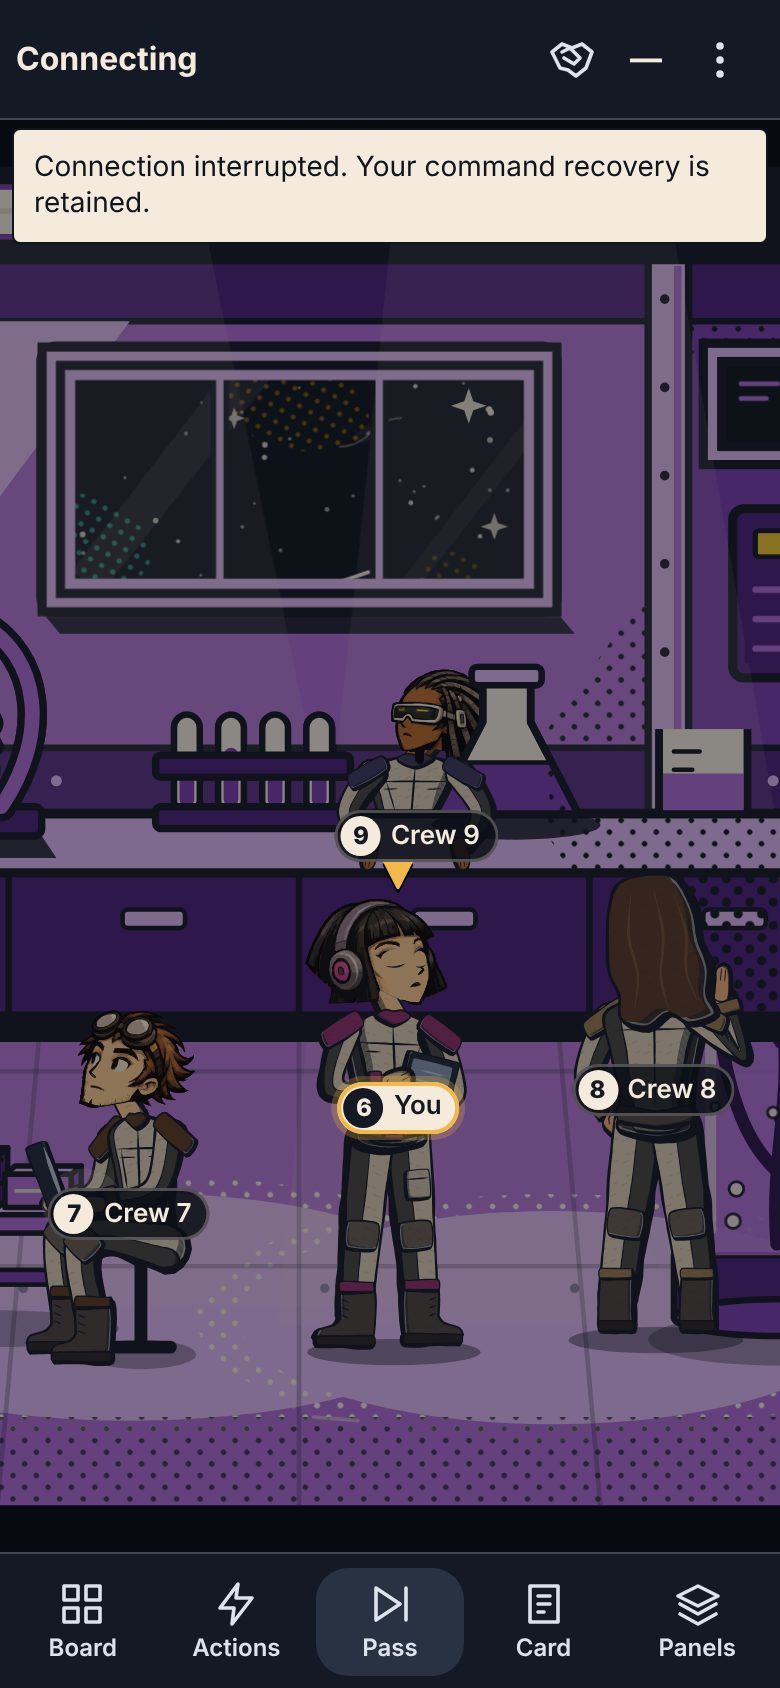 Connecting
Connection interrupted. Your command recovery is
retained.
9 Crew 9
8 Crew 8
6 You
7 Crew 7
Board
Actions
Pass
Card
Panels